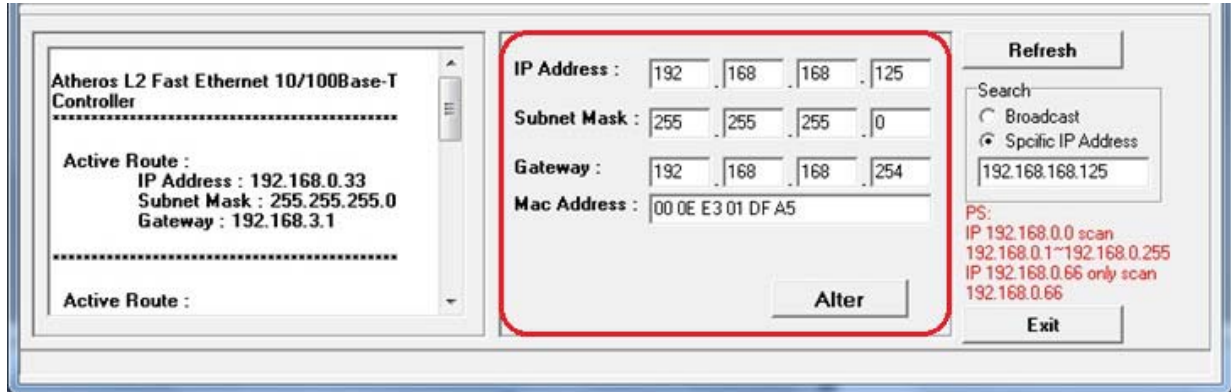 Atheros L2 Fast Ethernet 10/100Base-T
Controller
**********************************************
Active Route :
IP Address : 192.168.0.33
Subnet Mask : 255.255.255.0
Gateway : 192.168.3.1
**********************************************
Active Route :
IP Address : 192 . 168 . 168 . 125
Subnet Mask : 255 . 255 . 255 . 0
Gateway : 192 . 168 . 168 . 254
Mac Address : 00 0E E3 01 DF A5
Alter
Refresh
Search
Broadcast
Spcific IP Address
192.168.168.125
PS:
IP 192.168.0.0 scan
192.168.0.1~192.168.0.255
IP 192.168.0.66 only scan
192.168.0.66
Exit